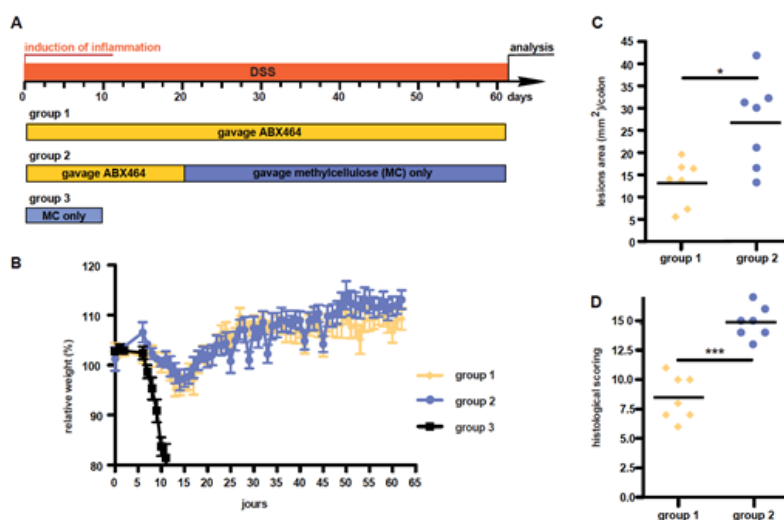 A
induction of inflammation
analysis
DSS
0 10 20 30 40 50 60 days
group 1
gavage ABX464
group 2
gavage ABX464 gavage methylcellulose (MC) only
group 3
MC only
B
120
110
100
90
80
relative weight (%)
0 5 10 15 20 25 30 35 40 45 50 55 60 65
jours
group 1
group 2
group 3
C
45
40
35
30
25
20
15
10
5
0
lesions area (mm2)/colon
*
group 1 group 2
D
15.0
12.5
10.0
7.5
5.0
2.5
0.0
histological scoring
***
group 1 group 2